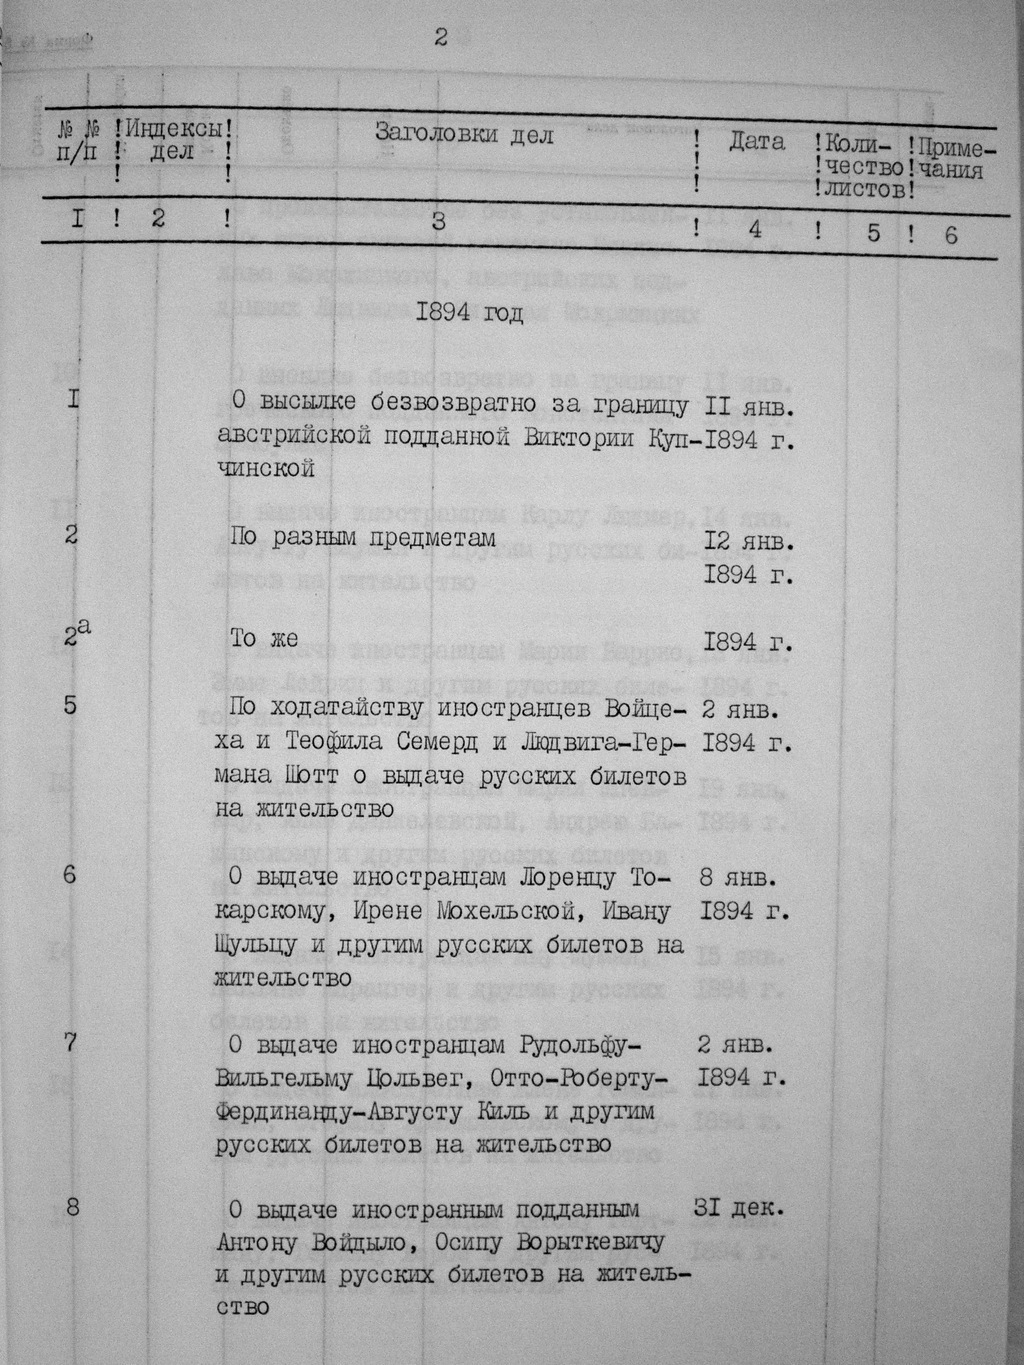 2
№ № !Индексы! Заголовки дел ! Дата !Коли- !Приме-
п/п ! дел ! ! !чество!чания
! ! ! !листов!
I ! 2 ! 3 ! 4 ! 5 ! 6
1894 год
I О высылке безвозвратно за границу II янв.
австрийской подданной Виктории Куп- 1894 г.
чинской
2 По разным предметам 12 янв.
1894 г.
2а То же 1894 г.
5 По ходатайству иностранцев Войце- 2 янв.
ха и Теофила Семерд и Людвига-Гер- 1894 г.
мана Шотт о выдаче русских билетов
на жительство
6 О выдаче иностранцам Лоренцу То- 8 янв.
карскому, Ирене Мохельской, Ивану 1894 г.
Шульцу и другим русских билетов на
жительство
7 О выдаче иностранцам Рудольфу- 2 янв.
Вильгельму Цольвег, Отто-Роберту- 1894 г.
Фердинанду-Августу Киль и другим
русских билетов на жительство
8 О выдаче иностранным подданным 31 дек.
Антону Войдыло, Осипу Ворыткевичу
и другим русских билетов на житель-
ство